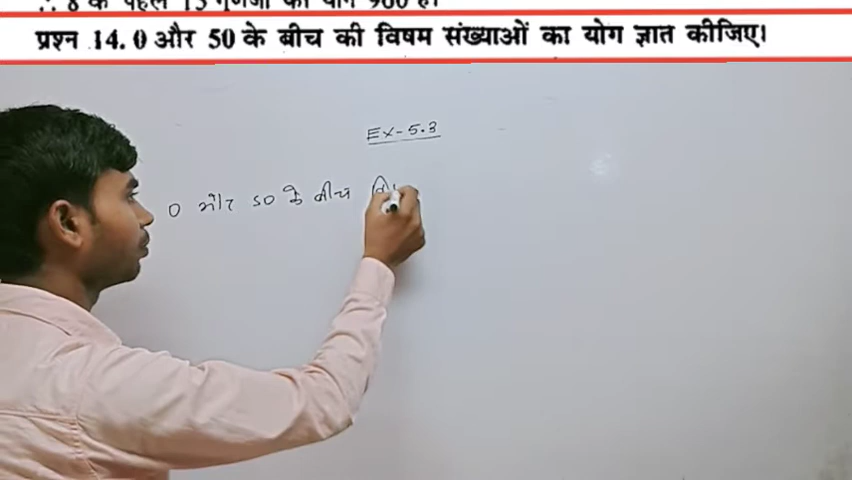 ∴ 8 के पहले 15 गुणजों का योग 960 है।
प्रश्न 14. 0 और 50 के बीच की विषम संख्याओं का योग ज्ञात कीजिए।
Ex-5.3
0 और 50 के बीच